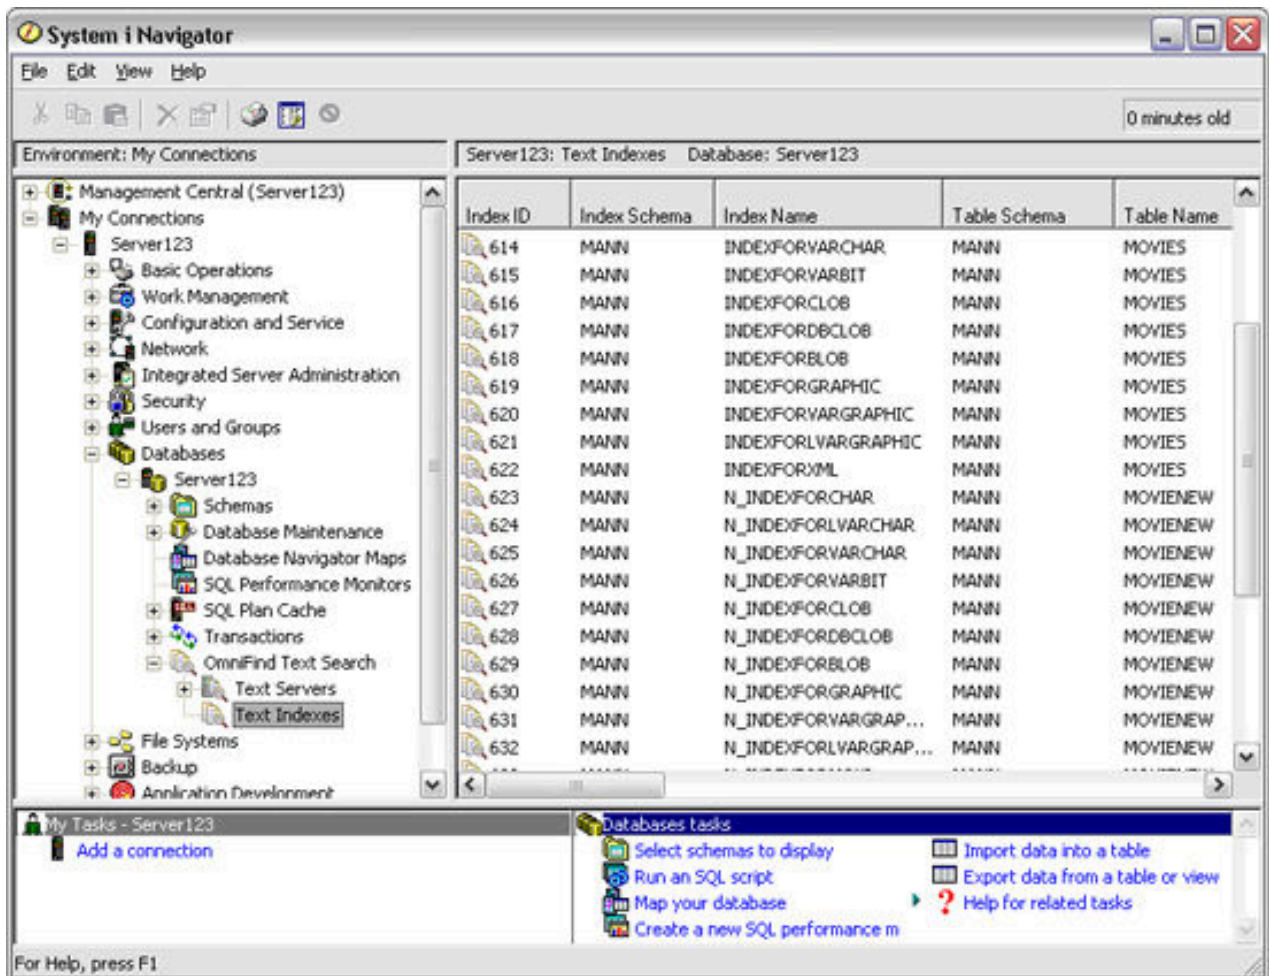 System i Navigator
File Edit View Help
0 minutes old
Environment: My Connections
Server123: Text Indexes Database: Server123
Management Central (Server123)
My Connections
Server123
Basic Operations
Work Management
Configuration and Service
Network
Integrated Server Administration
Security
Users and Groups
Databases
Server123
Schemas
Database Maintenance
Database Navigator Maps
SQL Performance Monitors
SQL Plan Cache
Transactions
OmniFind Text Search
Text Servers
Text Indexes
File Systems
Backup
Application Development
Index ID Index Schema Index Name Table Schema Table Name
614 MANN INDEXFORVARCHAR MANN MOVIES
615 MANN INDEXFORVARBIT MANN MOVIES
616 MANN INDEXFORCLOB MANN MOVIES
617 MANN INDEXFORDBCLOB MANN MOVIES
618 MANN INDEXFORBLOB MANN MOVIES
619 MANN INDEXFORGRAPHIC MANN MOVIES
620 MANN INDEXFORVARGRAPHIC MANN MOVIES
621 MANN INDEXFORLVARGRAPHIC MANN MOVIES
622 MANN INDEXFORXML MANN MOVIES
623 MANN N_INDEXFORCHAR MANN MOVIENEW
624 MANN N_INDEXFORLVARCHAR MANN MOVIENEW
625 MANN N_INDEXFORVARCHAR MANN MOVIENEW
626 MANN N_INDEXFORVARBIT MANN MOVIENEW
627 MANN N_INDEXFORCLOB MANN MOVIENEW
628 MANN N_INDEXFORDBCLOB MANN MOVIENEW
629 MANN N_INDEXFORBLOB MANN MOVIENEW
630 MANN N_INDEXFORGRAPHIC MANN MOVIENEW
631 MANN N_INDEXFORVARGRAP... MANN MOVIENEW
632 MANN N_INDEXFORLVARGRAP... MANN MOVIENEW
My Tasks - Server123
Add a connection
Databases tasks
Select schemas to display
Run an SQL script
Map your database
Create a new SQL performance m
Import data into a table
Export data from a table or view
? Help for related tasks
For Help, press F1